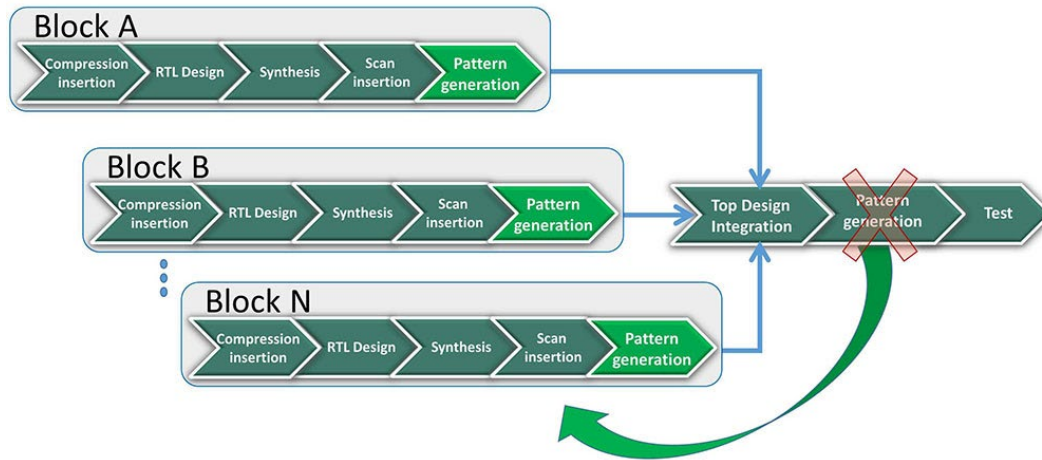 Block A
Compression
insertion
RTL Design
Synthesis
Scan
insertion
Pattern
generation
Block B
Compression
insertion
RTL Design
Synthesis
Scan
insertion
Pattern
generation
Top Design
Integration
Pattern
generation
Test
Block N
Compression
insertion
RTL Design
Synthesis
Scan
insertion
Pattern
generation